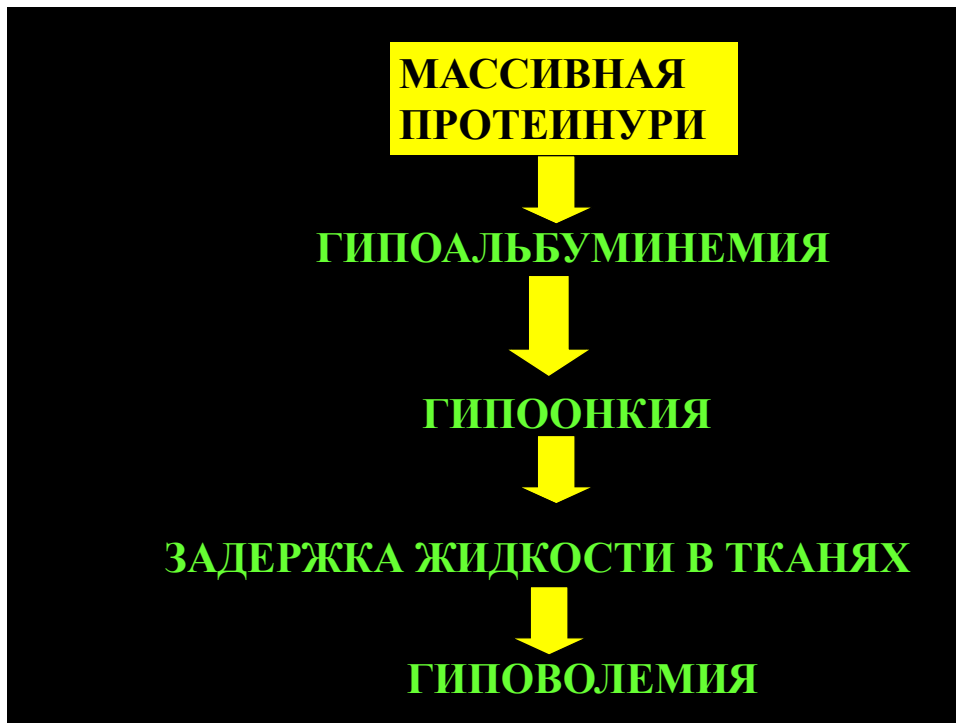 МАССИВНАЯ
ПРОТЕИНУРИ
ГИПОАЛЬБУМИНЕМИЯ
ГИПООНКИЯ
ЗАДЕРЖКА ЖИДКОСТИ В ТКАНЯХ
ГИПОВОЛЕМИЯ